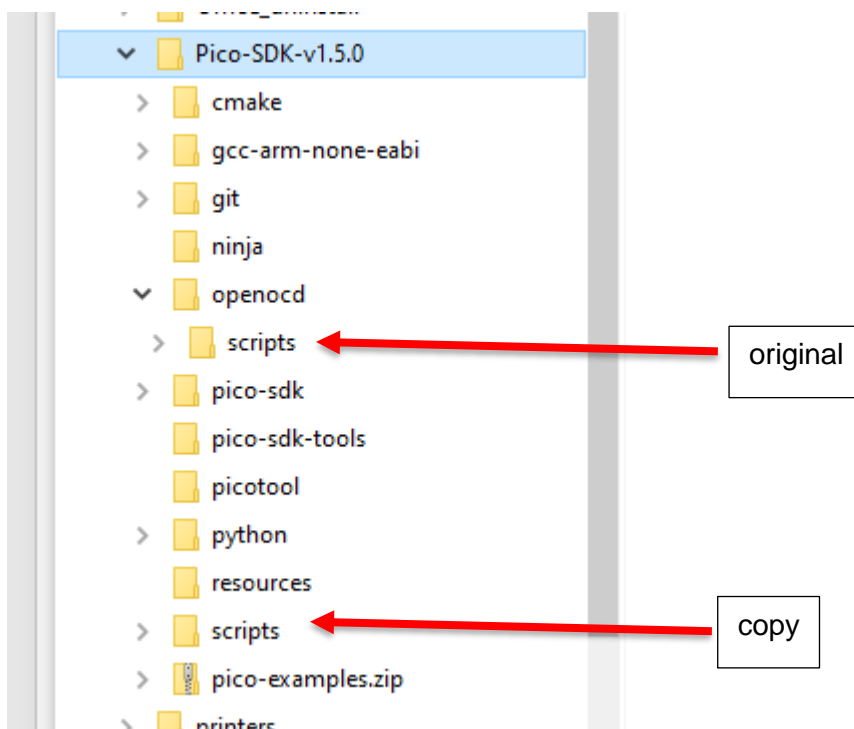 Pico-SDK-v1.5.0
cmake
gcc-arm-none-eabi
git
ninja
openocd
scripts
original
pico-sdk
pico-sdk-tools
picotool
python
resources
scripts
copy
pico-examples.zip
printers